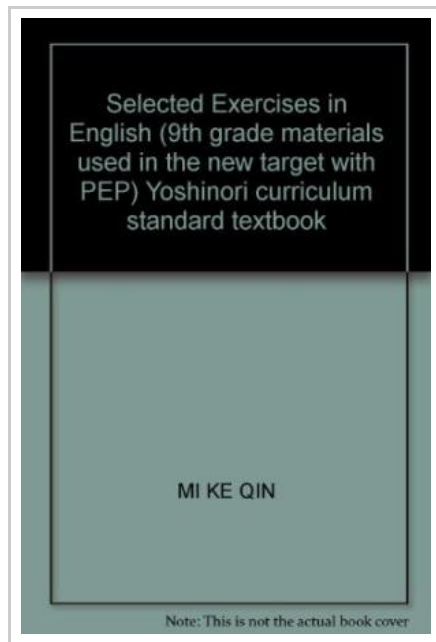 Selected Exercises in
English (9th grade materials
used in the new target with
PEP) Yoshinori curriculum
standard textbook
MI KE QIN
Note: This is not the actual book cover